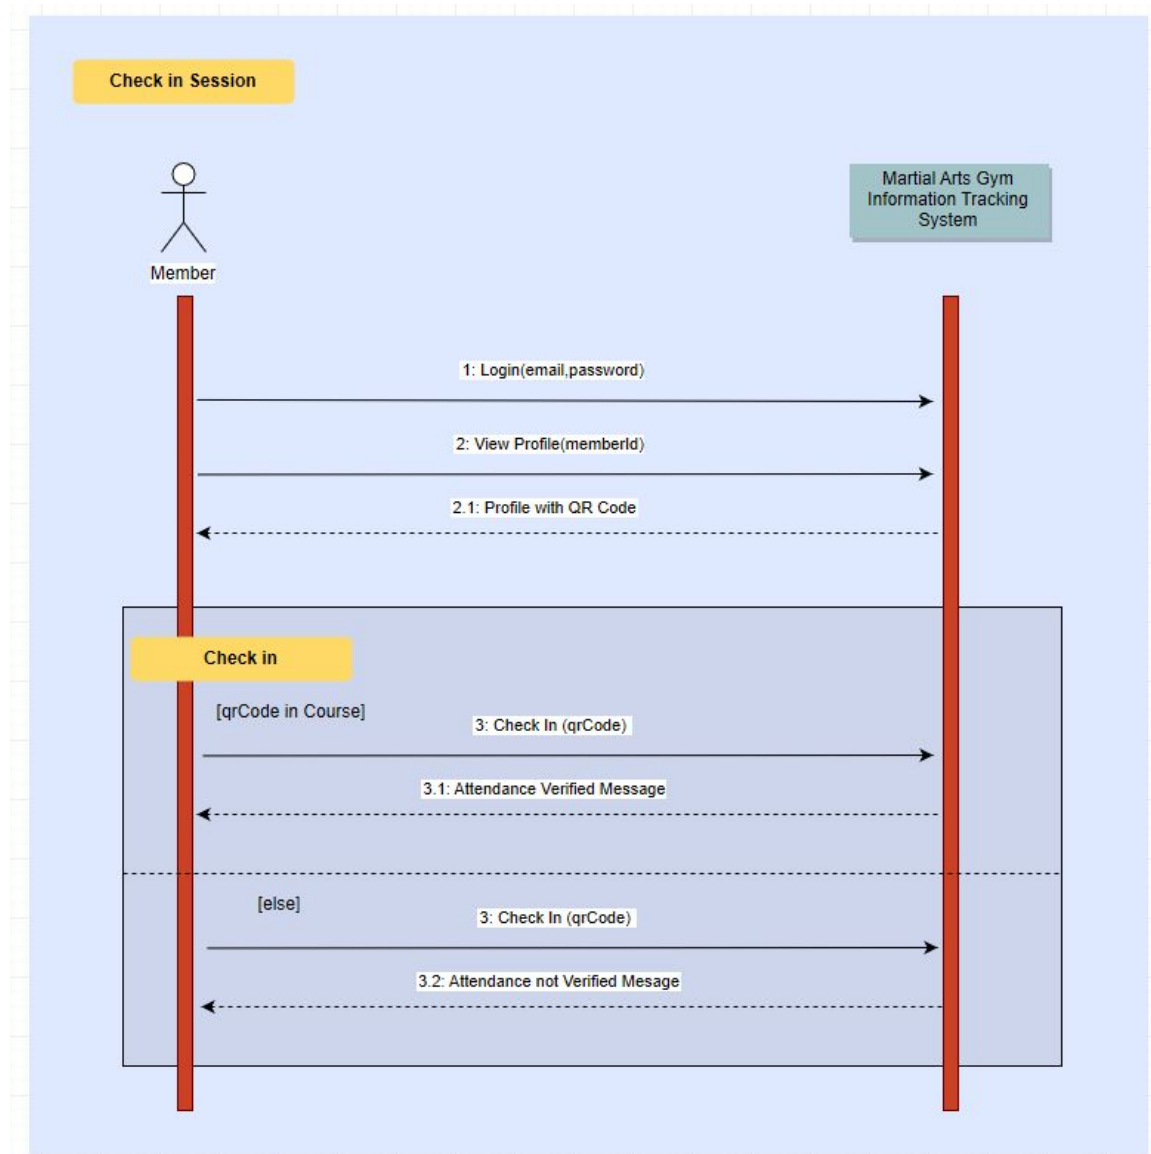 Check in Session
Martial Arts Gym
Information Tracking
System
Member
1: Login(email,password)
2: View Profile(memberId)
2.1: Profile with QR Code
Check in
[qrCode in Course]
3: Check In (qrCode)
3.1: Attendance Verified Message
[else]
3: Check In (qrCode)
3.2: Attendance not Verified Mesage